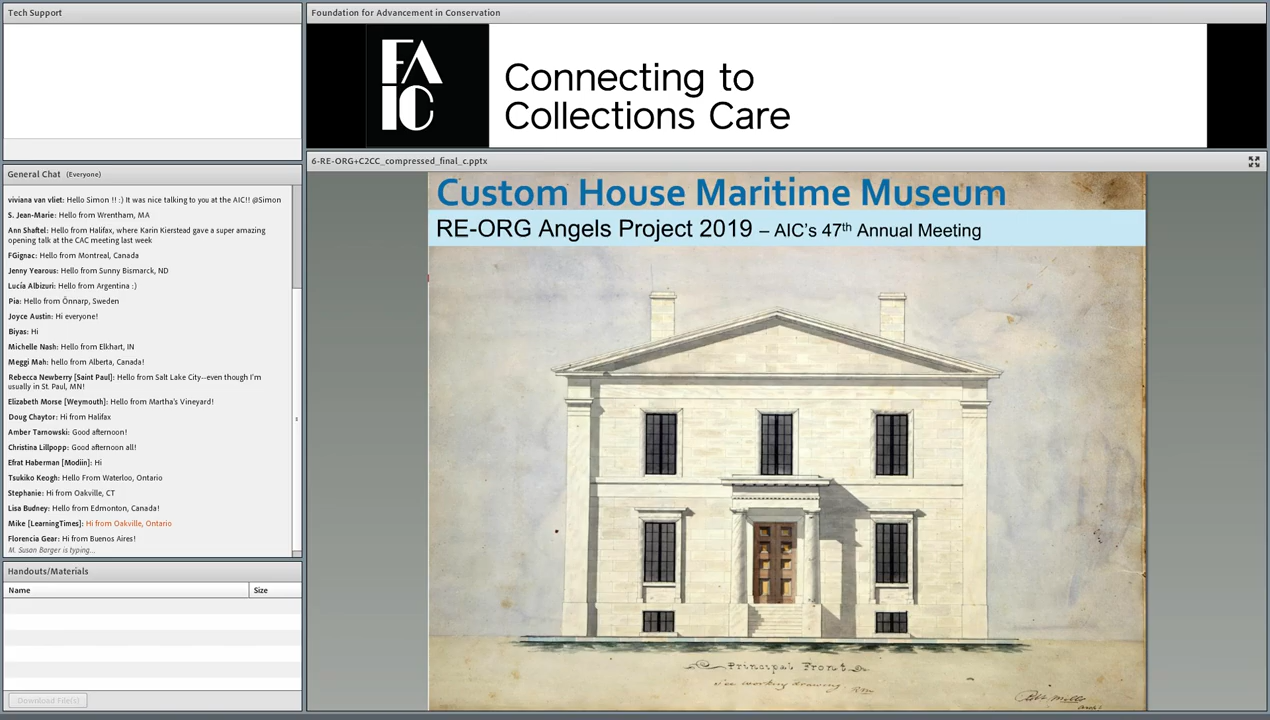 Tech Support
General Chat (Everyone)
viviana van vliet: Hello Simon !! :) It was nice talking to you at the AIC!! @Simon
S. Jean-Marie: Hello from Wrentham, MA
Ann Shaftel: Hello from Halifax, where Karin Kierstead gave a super amazing
opening talk at the CAC meeting last week
FGignac: Hello from Montreal, Canada
Jenny Yearous: Hello from Sunny Bismarck, ND
Lucía Albizuri: Hello from Argentina :)
Pia: Hello from Önnarp, Sweden
Joyce Austin: Hi everyone!
Biyas: Hi
Michelle Nash: Hello from Elkhart, IN
Meggi Mah: hello from Alberta, Canada!
Rebecca Newberry [Saint Paul]: Hello from Salt Lake City--even though I'm
usually in St. Paul, MN!
Elizabeth Morse [Weymouth]: Hello from Martha's Vineyard!
Doug Chaytor: Hi from Halifax
Amber Tarnowski: Good afternoon!
Christina Lillpopp: Good afternoon all!
Efrat Haberman [Modiin]: Hi
Tsukiko Keogh: Hello From Waterloo, Ontario
Stephanie: Hi from Oakville, CT
Lisa Budney: Hello from Edmonton, Canada!
Mike [LearningTimes]: Hi from Oakville, Ontario
Florencia Gear: Hi from Buenos Aires!
M. Susan Barger is typing...
Handouts/Materials
Name Size
Download File(s)
Foundation for Advancement in Conservation
FA
IC
Connecting to
Collections Care
6-RE-ORG+C2CC_compressed_final_c.pptx
Custom House Maritime Museum
RE-ORG Angels Project 2019 – AIC's 47th Annual Meeting
Principal Front
working drawing